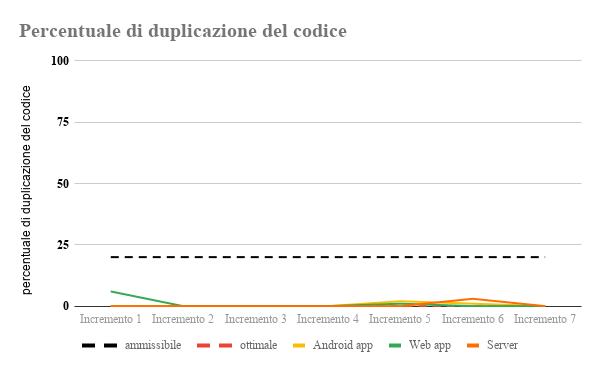 Percentuale di duplicazione del codice
percentuale di duplicazione del codice
100
75
50
25
0
Incremento 1 Incremento 2 Incremento 3 Incremento 4 Incremento 5 Incremento 6 Incremento 7
ammissibile ottimale Android app Web app Server